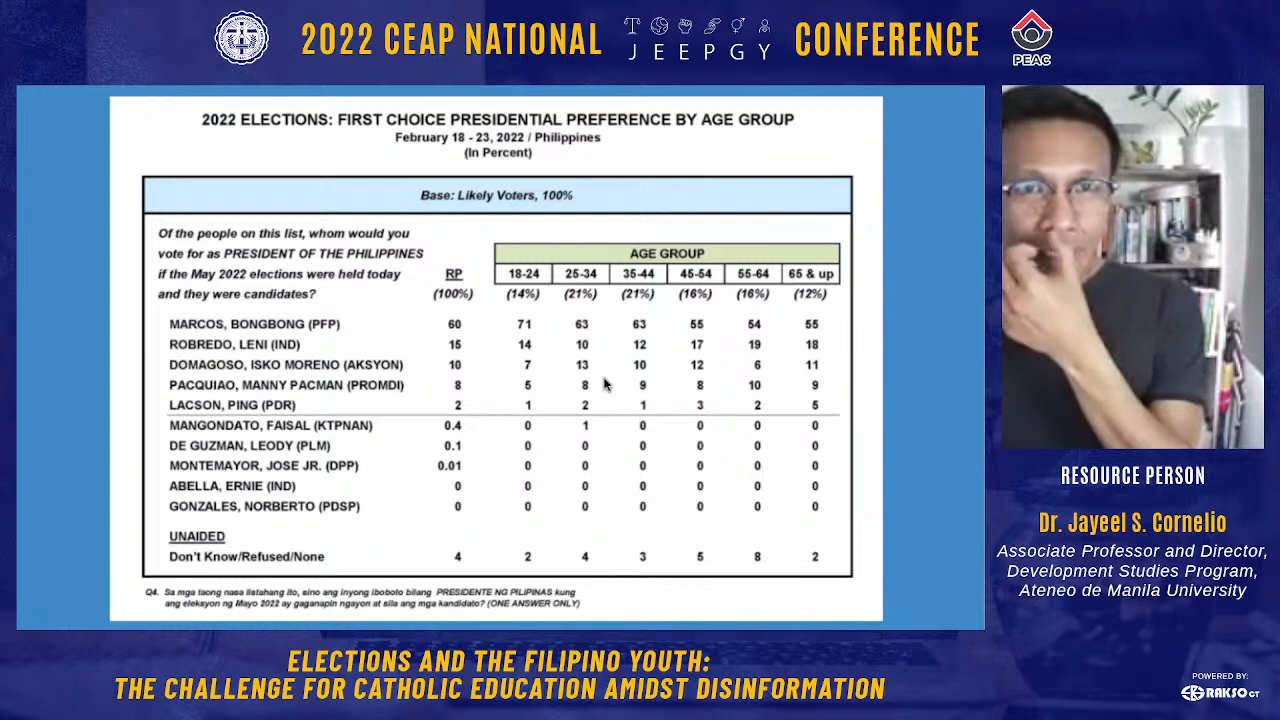 2022 CEAP NATIONAL JEEPGY CONFERENCE
PEAC
2022 ELECTIONS: FIRST CHOICE PRESIDENTIAL PREFERENCE BY AGE GROUP
February 18 - 23, 2022 / Philippines
(In Percent)
Base: Likely Voters, 100%
Of the people on this list, whom would you
vote for as PRESIDENT OF THE PHILIPPINES
if the May 2022 elections were held today
and they were candidates?
RP
(100%)
AGE GROUP
18-24 25-34 35-44 45-54 55-64 65 & up
(14%) (21%) (21%) (16%) (16%) (12%)
MARCOS, BONGBONG (PFP) 60 71 63 63 55 54 55
ROBREDO, LENI (IND) 15 14 10 12 17 19 18
DOMAGOSO, ISKO MORENO (AKSYON) 10 7 13 10 12 6 11
PACQUIAO, MANNY PACMAN (PROMDI) 8 5 8 9 8 10 9
LACSON, PING (PDR) 2 1 2 1 3 2 5
MANGONDATO, FAISAL (KTPNAN) 0.4 0 1 0 0 0 0
DE GUZMAN, LEODY (PLM) 0.1 0 0 0 0 0 0
MONTEMAYOR, JOSE JR. (DPP) 0.01 0 0 0 0 0 0
ABELLA, ERNIE (IND) 0 0 0 0 0 0 0
GONZALES, NORBERTO (PDSP) 0 0 0 0 0 0 0
UNAIDED
Don't Know/Refused/None 4 2 4 3 5 8 2
Q4. Sa mga taong nasa listahang ito, sino ang inyong iboboto bilang PRESIDENTE NG PILIPINAS kung
ang eleksyon ng Mayo 2022 ay gaganapin ngayon at sila ang mga kandidato? (ONE ANSWER ONLY)
RESOURCE PERSON
Dr. Jayeel S. Cornelio
Associate Professor and Director,
Development Studies Program,
Ateneo de Manila University
ELECTIONS AND THE FILIPINO YOUTH:
THE CHALLENGE FOR CATHOLIC EDUCATION AMIDST DISINFORMATION
POWERED BY:
RAKSO CT